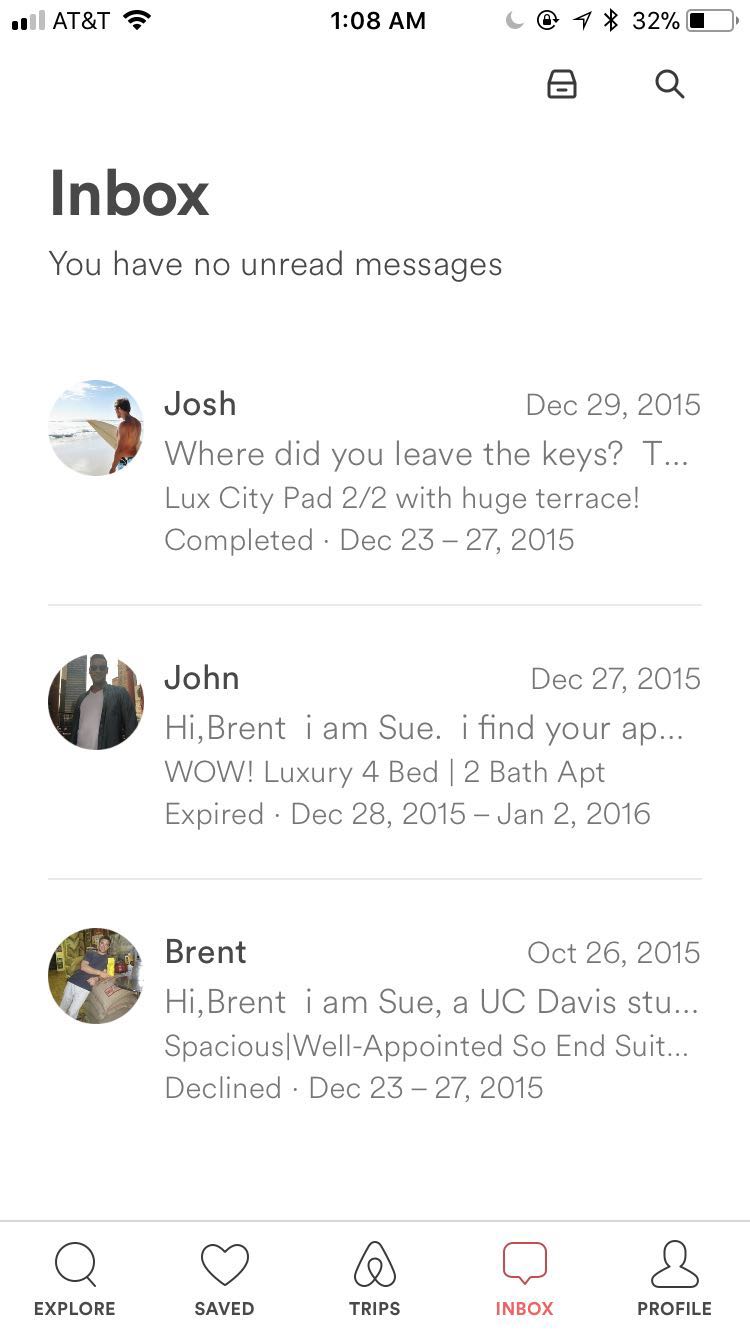 AT&T 1:08 AM 32%
Inbox
You have no unread messages
Josh Dec 29, 2015
Where did you leave the keys?  T...
Lux City Pad 2/2 with huge terrace!
Completed · Dec 23 – 27, 2015
John Dec 27, 2015
Hi,Brent  i am Sue.  i find your ap...
WOW! Luxury 4 Bed | 2 Bath Apt
Expired · Dec 28, 2015 – Jan 2, 2016
Brent Oct 26, 2015
Hi,Brent  i am Sue, a UC Davis stu...
Spacious|Well-Appointed So End Suit...
Declined · Dec 23 – 27, 2015
EXPLORE SAVED TRIPS INBOX PROFILE